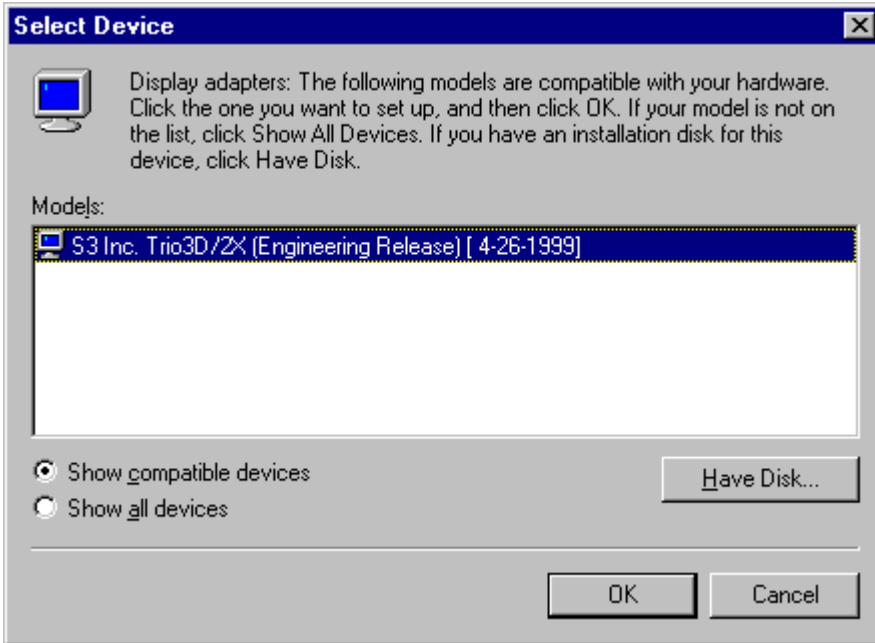 Select Device
Display adapters: The following models are compatible with your hardware.
Click the one you want to set up, and then click OK. If your model is not on
the list, click Show All Devices. If you have an installation disk for this
device, click Have Disk.
Models:
S3 Inc. Trio3D/2X (Engineering Release) [ 4-26-1999]
Show compatible devices
Have Disk...
Show all devices
OK
Cancel